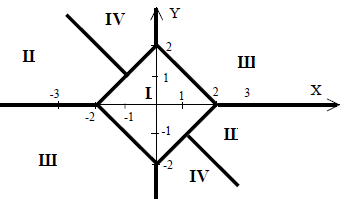 IV Y
II 2 III
1
-3 -2 -1 I 1 2 3 X
-1 II
III -2 IV